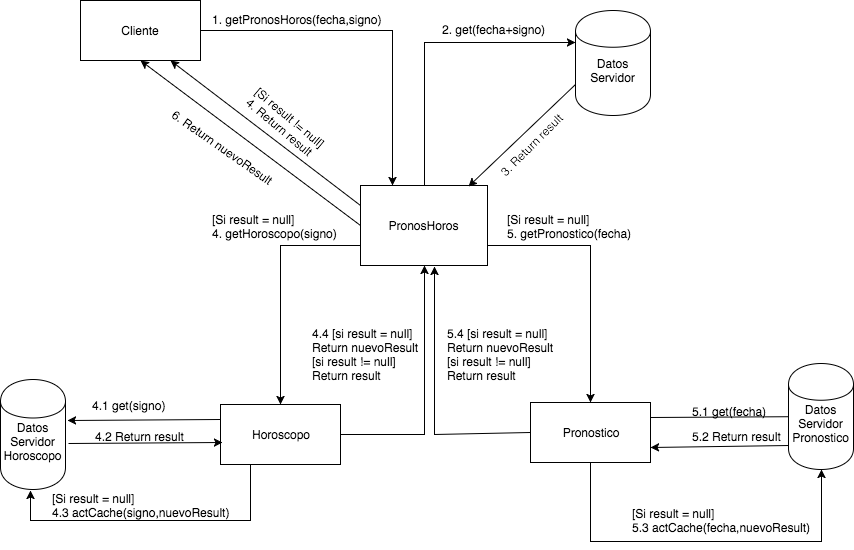 Cliente
1. getPronosHoros(fecha,signo)
2. get(fecha+signo)
Datos
Servidor
3. Return result
[Si result != null]
4. Return result
6. Return nuevoResult
PronosHoros
[Si result = null]
4. getHoroscopo(signo)
[Si result = null]
5. getPronostico(fecha)
4.4 [si result = null]
Return nuevoResult
[si result != null]
Return result
5.4 [si result = null]
Return nuevoResult
[si result != null]
Return result
Datos
Servidor
Horoscopo
4.1 get(signo)
4.2 Return result
Horoscopo
[Si result = null]
4.3 actCache(signo,nuevoResult)
Pronostico
5.1 get(fecha)
5.2 Return result
Datos
Servidor
Pronostico
[Si result = null]
5.3 actCache(fecha,nuevoResult)